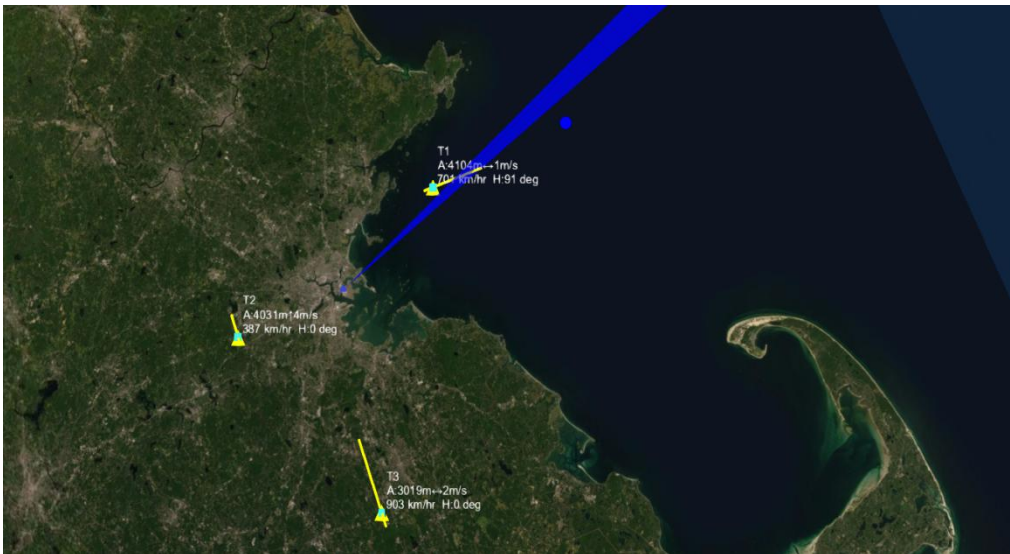 T1
A:4104m↔1m/s
701 km/hr H:91 deg
T2
A:4031m↑4m/s
387 km/hr H:0 deg
T3
A:3019m↔2m/s
903 km/hr H:0 deg